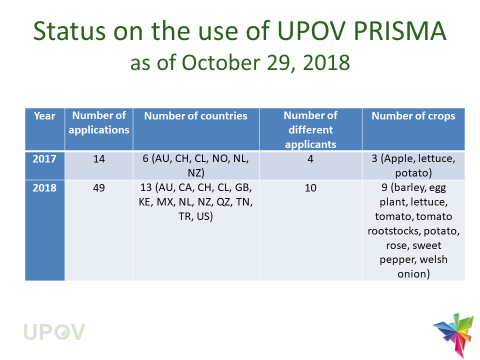 Status on the use of UPOV PRISMA
as of October 29, 2018
Year
Number of
applications
Number of countries
Number of
different
applicants
Number of crops
2017
14
6 (AU, CH, CL, NO, NL,
NZ)
4
3 (Apple, lettuce,
potato)
2018
49
13 (AU, CA, CH, CL, GB,
KE, MX, NL, NZ, QZ, TN,
TR, US)
10
9 (barley, egg
plant, lettuce,
tomato, tomato
rootstocks, potato,
rose, sweet
pepper, welsh
onion)
UPOV